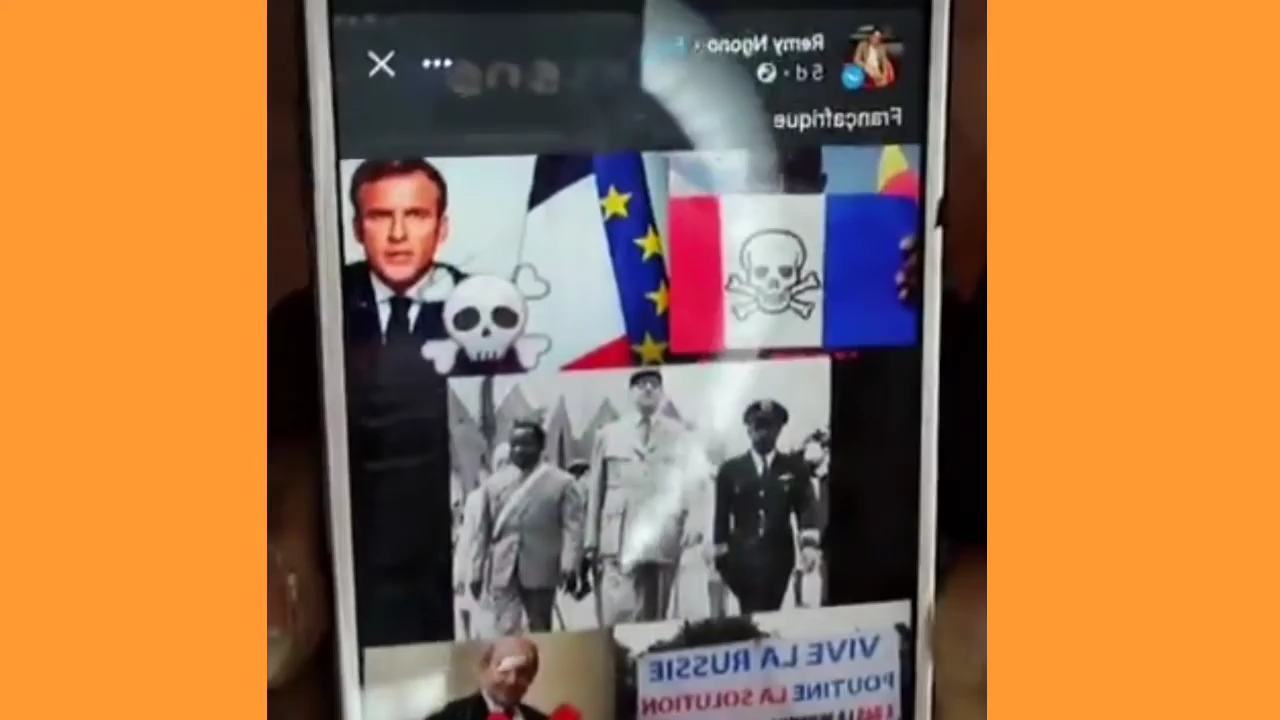 Remy Ngono
5 d
Françafrique
VIVE LA RUSSIE
POUTINE LA SOLUTION